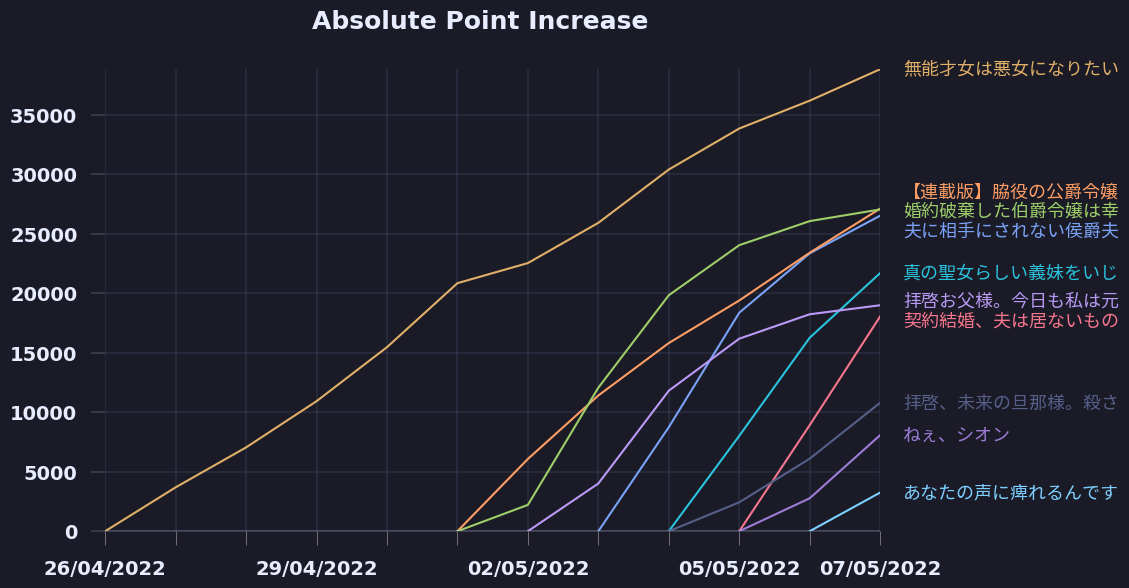 Absolute Point Increase
無能才女は悪女になりたい
35000
30000
【連載版】脇役の公爵令嬢
婚約破棄した伯爵令嬢は幸
25000
夫に相手にされない侯爵夫
真の聖女らしい義妹をいじ
20000
拝啓お父様。今日も私は元
契約結婚、夫は居ないもの
15000
拝啓、未来の旦那様。殺さ
10000
ねぇ、シオン
5000
あなたの声に痺れるんです
0
26/04/2022
29/04/2022
02/05/2022
05/05/2022
07/05/2022